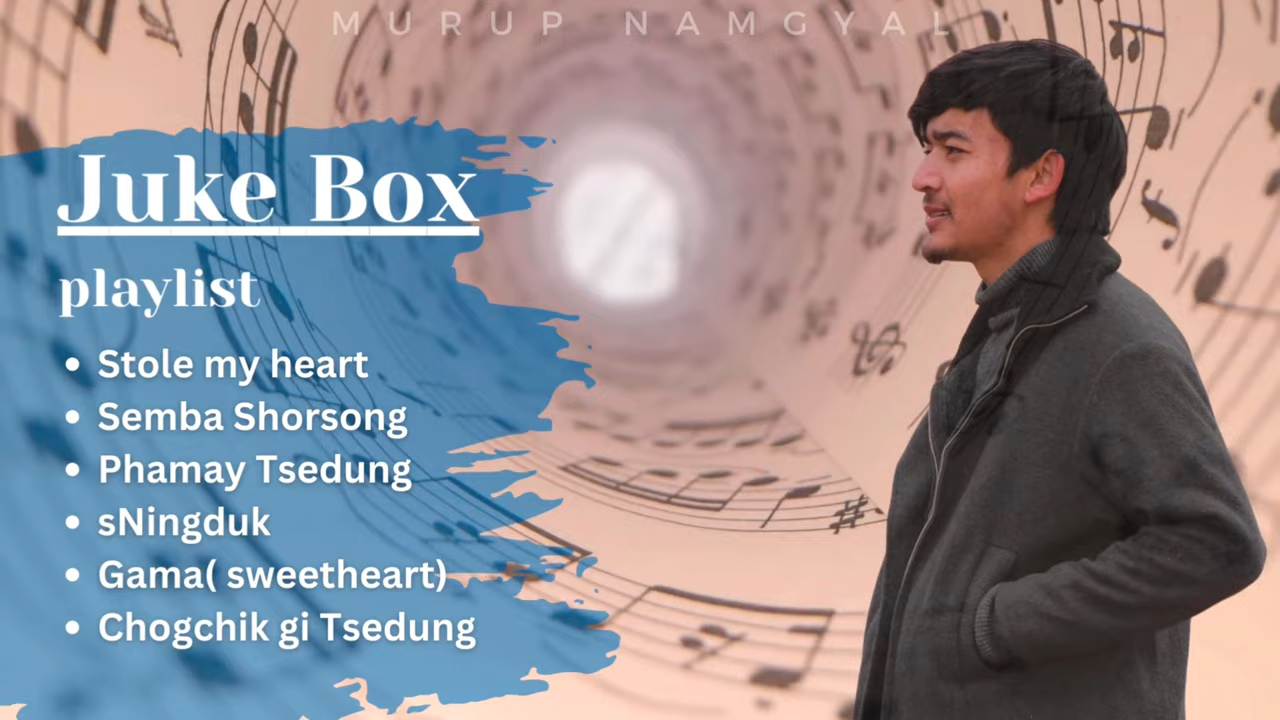 MURUP NAMGYAL
Juke Box
playlist
• Stole my heart
• Semba Shorsong
• Phamay Tsedung
• sNingduk
• Gama( sweetheart)
• Chogchik gi Tsedung